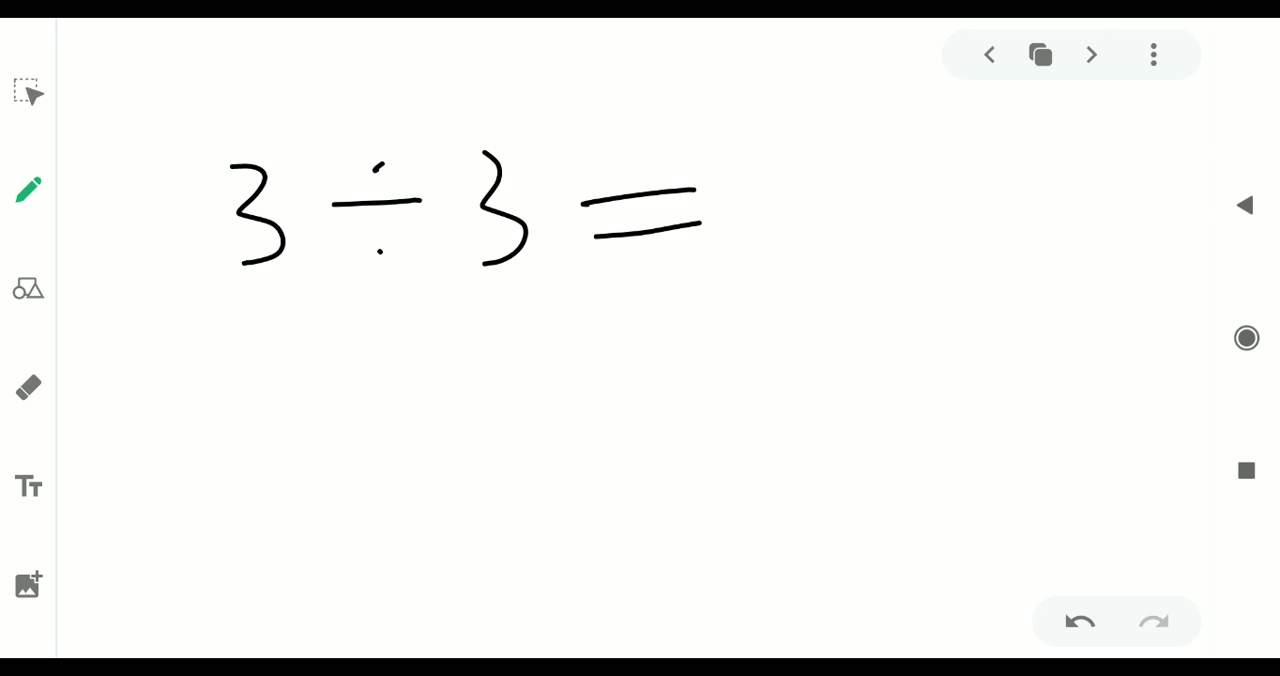 3 ÷ 3 =